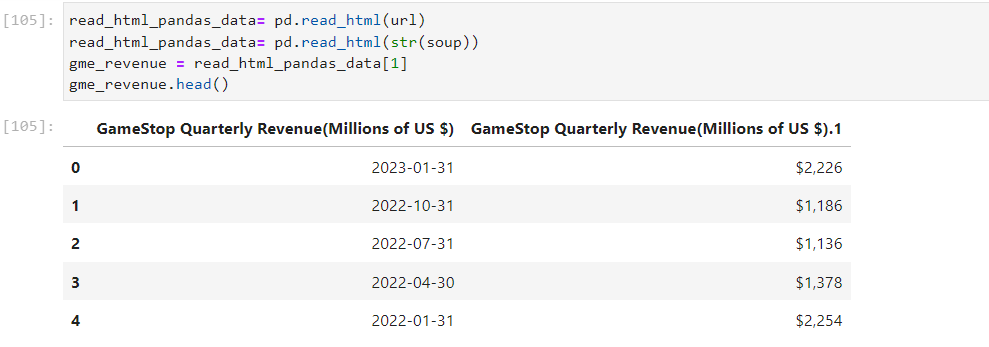 [105]: read_html_pandas_data= pd.read_html(url)
read_html_pandas_data= pd.read_html(str(soup))
gme_revenue = read_html_pandas_data[1]
gme_revenue.head()
[105]: GameStop Quarterly Revenue(Millions of US $) GameStop Quarterly Revenue(Millions of US $).1
0 2023-01-31 $2,226
1 2022-10-31 $1,186
2 2022-07-31 $1,136
3 2022-04-30 $1,378
4 2022-01-31 $2,254